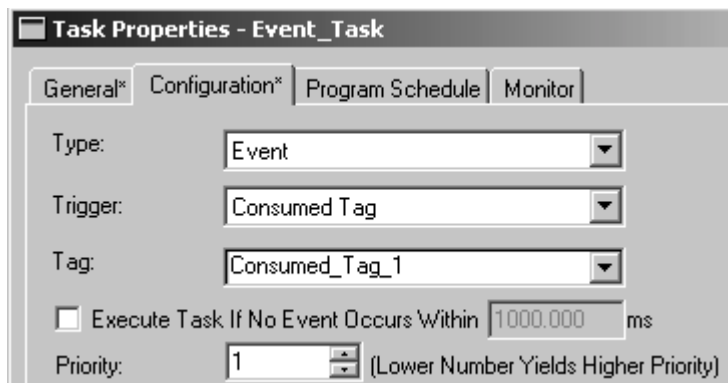 Task Properties - Event_Task
General* Configuration* Program Schedule Monitor
Type: Event
Trigger: Consumed Tag
Tag: Consumed_Tag_1
Execute Task If No Event Occurs Within 1000.000 ms
Priority: 1 (Lower Number Yields Higher Priority)